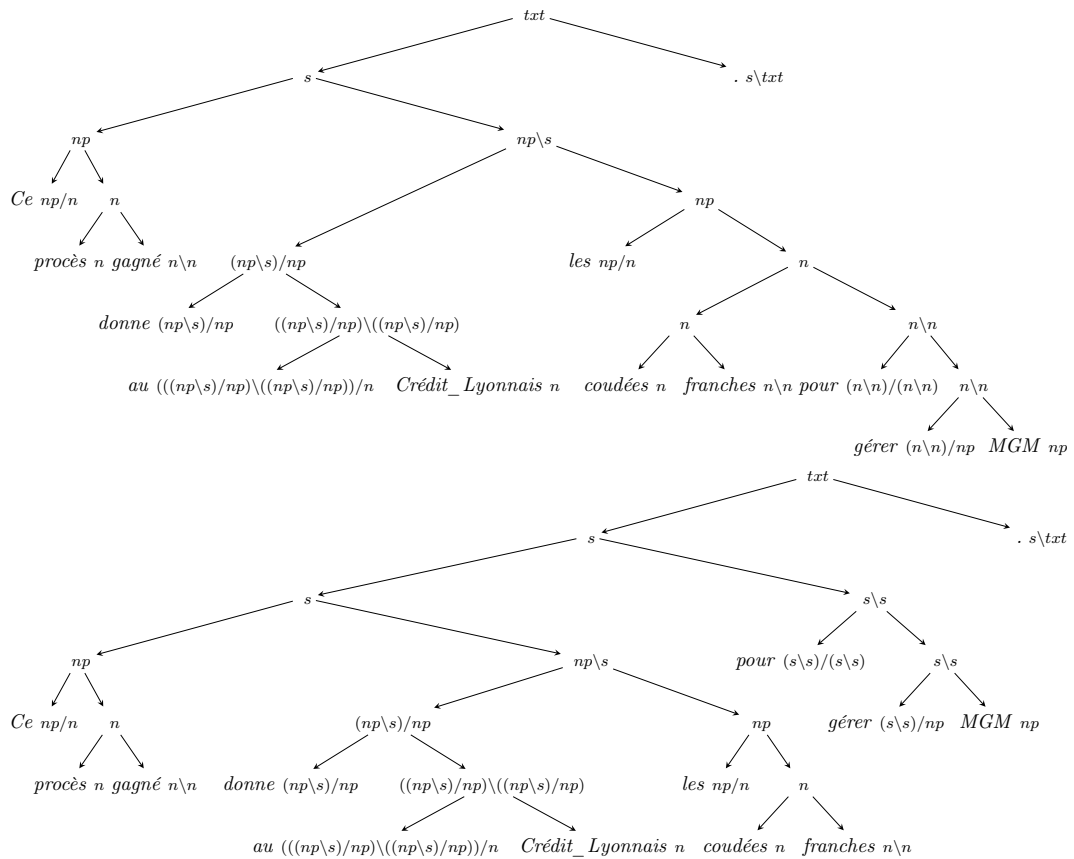 txt
s . s\txt
np np\s
Ce np/n n np
procès n gagné n\n (np\s)/np les np/n n
donne (np\s)/np ((np\s)/np)\((np\s)/np) n n\n
au (((np\s)/np)\((np\s)/np))/n Crédit_Lyonnais n coudées n franches n\n pour (n\n)/(n\n) n\n
gérer (n\n)/np MGM np
txt
s . s\txt
s s\s
np np\s pour (s\s)/(s\s) s\s
Ce np/n n (np\s)/np np gérer (s\s)/np MGM np
procès n gagné n\n donne (np\s)/np ((np\s)/np)\((np\s)/np) les np/n n
au (((np\s)/np)\((np\s)/np))/n Crédit_Lyonnais n coudées n franches n\n